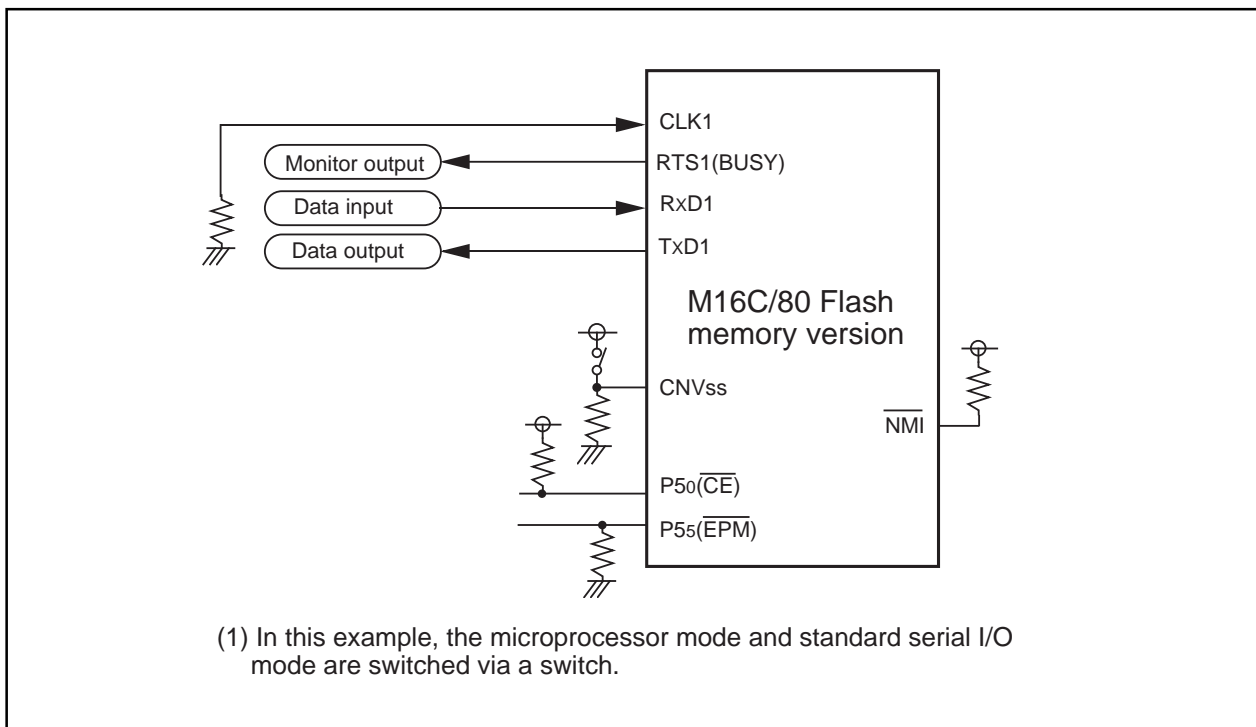 CLK1
Monitor output
RTS1(BUSY)
Data input
RXD1
Data output
TXD1
M16C/80 Flash
memory version
CNVss
NMI
P50(CE)
P55(EPM)
(1) In this example, the microprocessor mode and standard serial I/O
mode are switched via a switch.